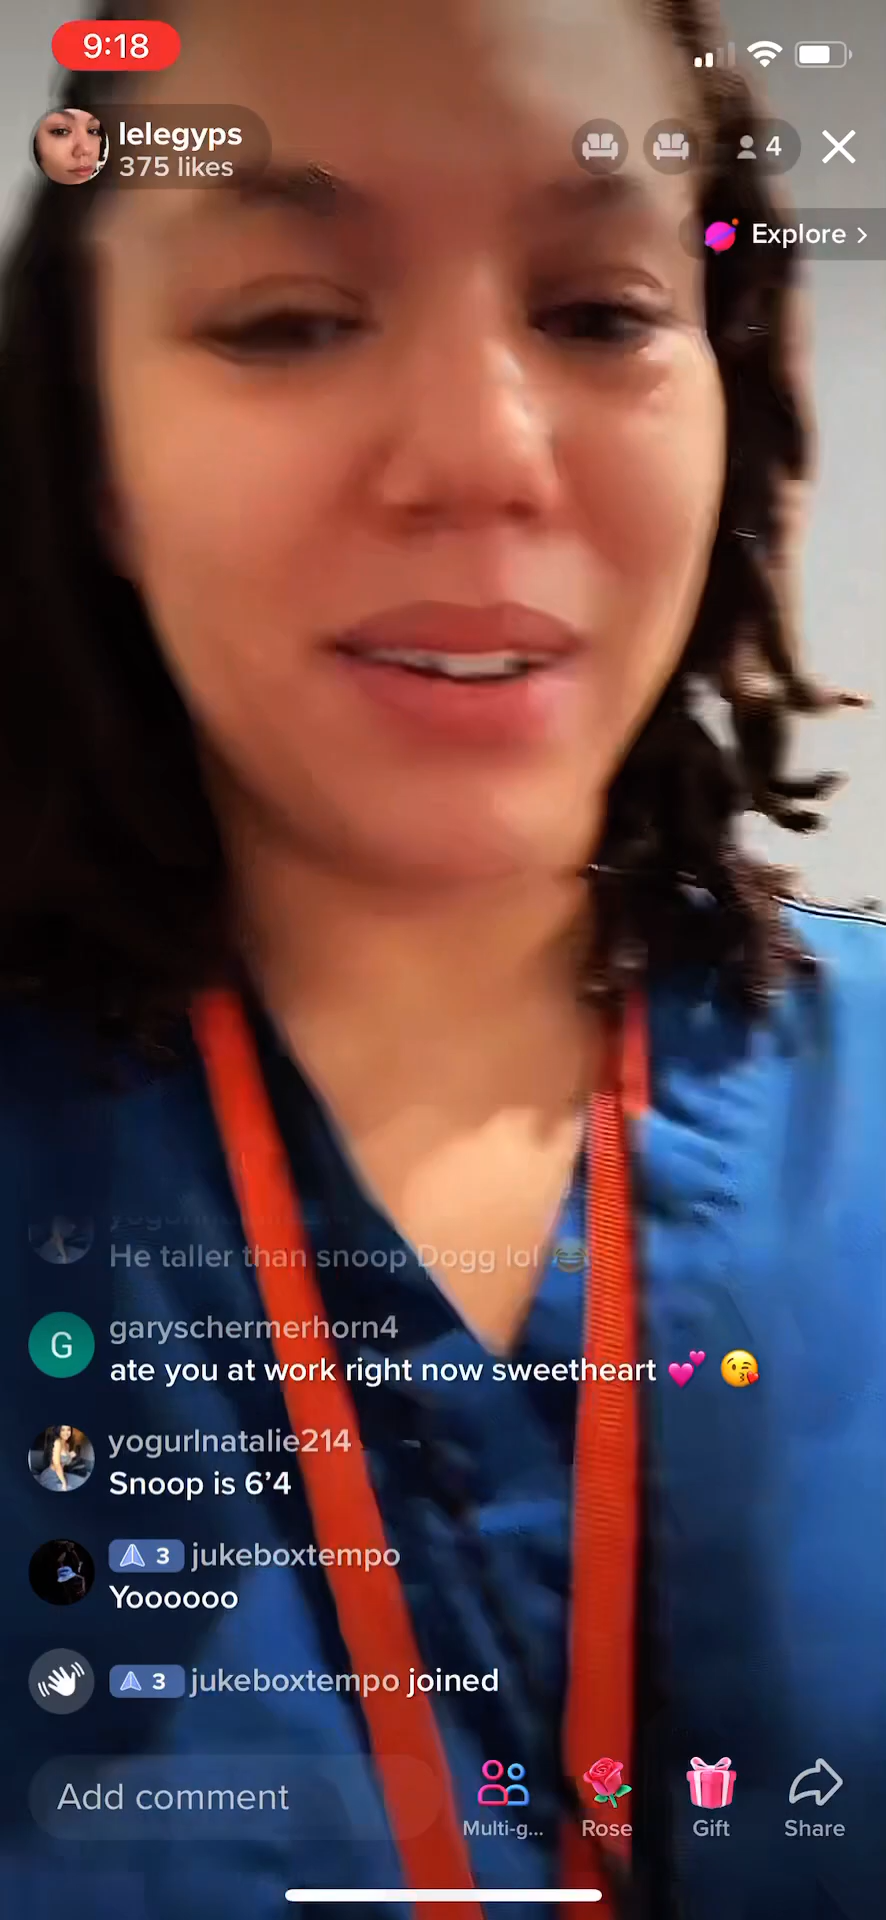 9:18
lelegyps
375 likes
4
Explore >
He taller than snoop Dogg lol 😂
G
garyschermerhorn4
ate you at work right now sweetheart 💕 😘
yogurlnatalie214
Snoop is 6’4
3 jukeboxtempo
Yoooooo
3 jukeboxtempo joined
Add comment
Multi-g...
Rose
Gift
Share